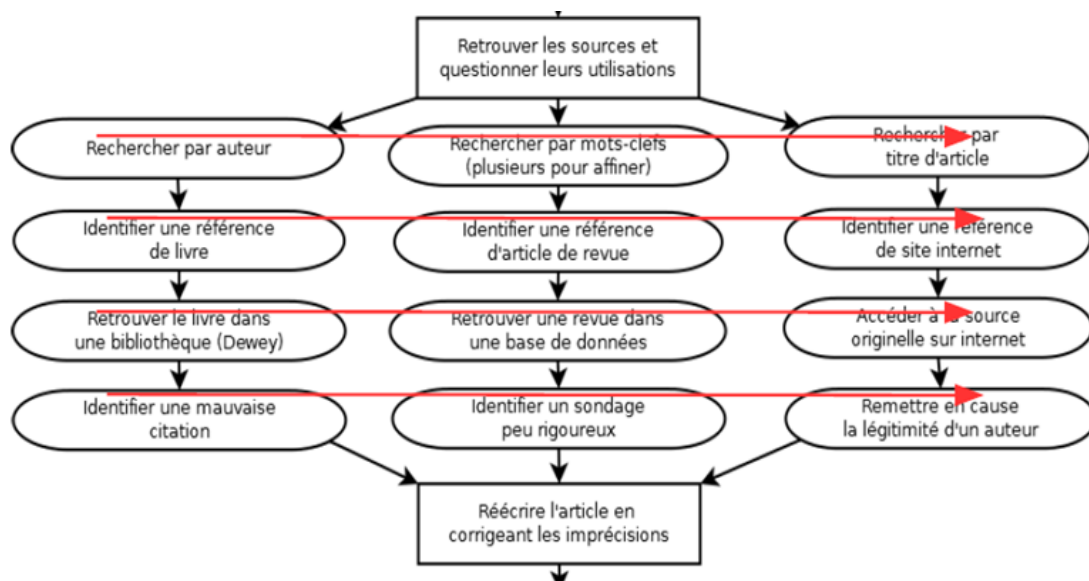 Retrouver les sources et
questionner leurs utilisations
Rechercher par auteur
Rechercher par mots-clefs
(plusieurs pour affiner)
Rechercher par
titre d'article
Identifier une référence
de livre
Identifier une référence
d'article de revue
Identifier une référence
de site internet
Retrouver le livre dans
une bibliothèque (Dewey)
Retrouver une revue dans
une base de données
Accéder à la source
originelle sur internet
Identifier une mauvaise
citation
Identifier un sondage
peu rigoureux
Remettre en cause
la légitimité d'un auteur
Réécrire l'article en
corrigeant les imprécisions